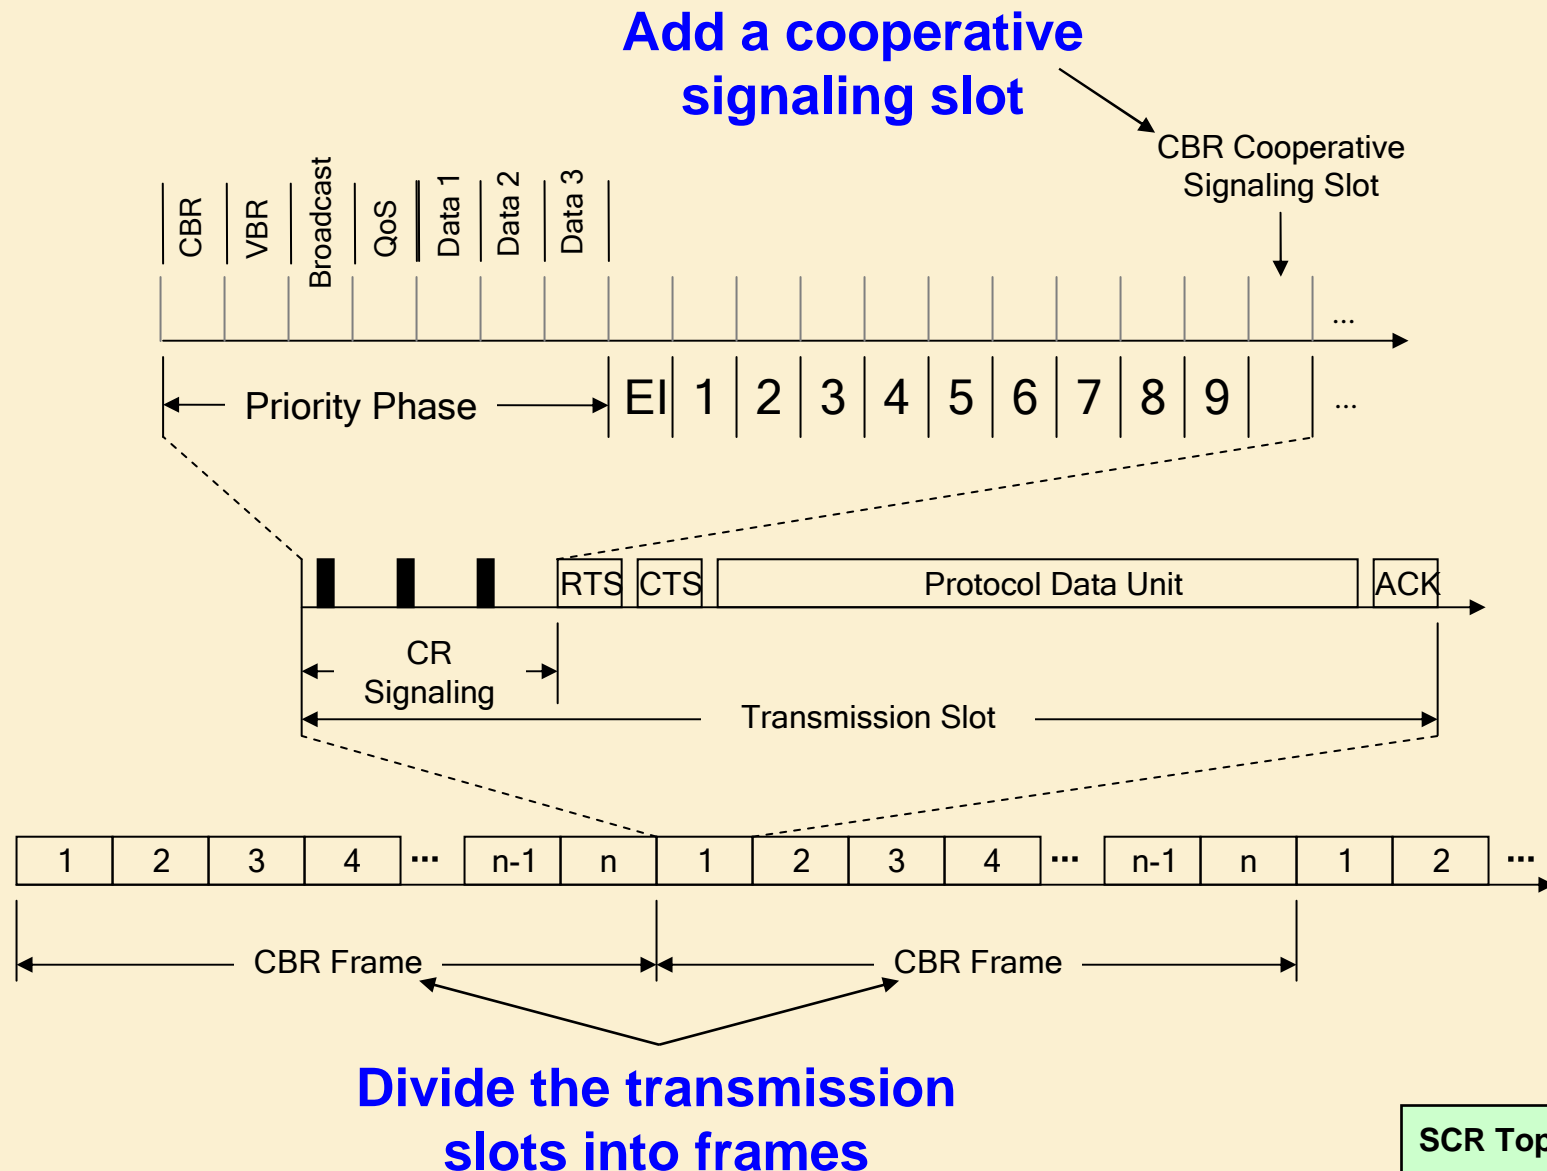 Add a cooperative
signaling slot
CBR Cooperative
Signaling Slot
CBR VBR Broadcast QoS Data 1 Data 2 Data 3
...
Priority Phase EI 1 2 3 4 5 6 7 8 9 ...
RTS CTS Protocol Data Unit ACK
CR
Signaling
Transmission Slot
1 2 3 4 ... n-1 n 1 2 3 4 ... n-1 n 1 2 ...
CBR Frame CBR Frame
Divide the transmission
slots into frames
SCR Top